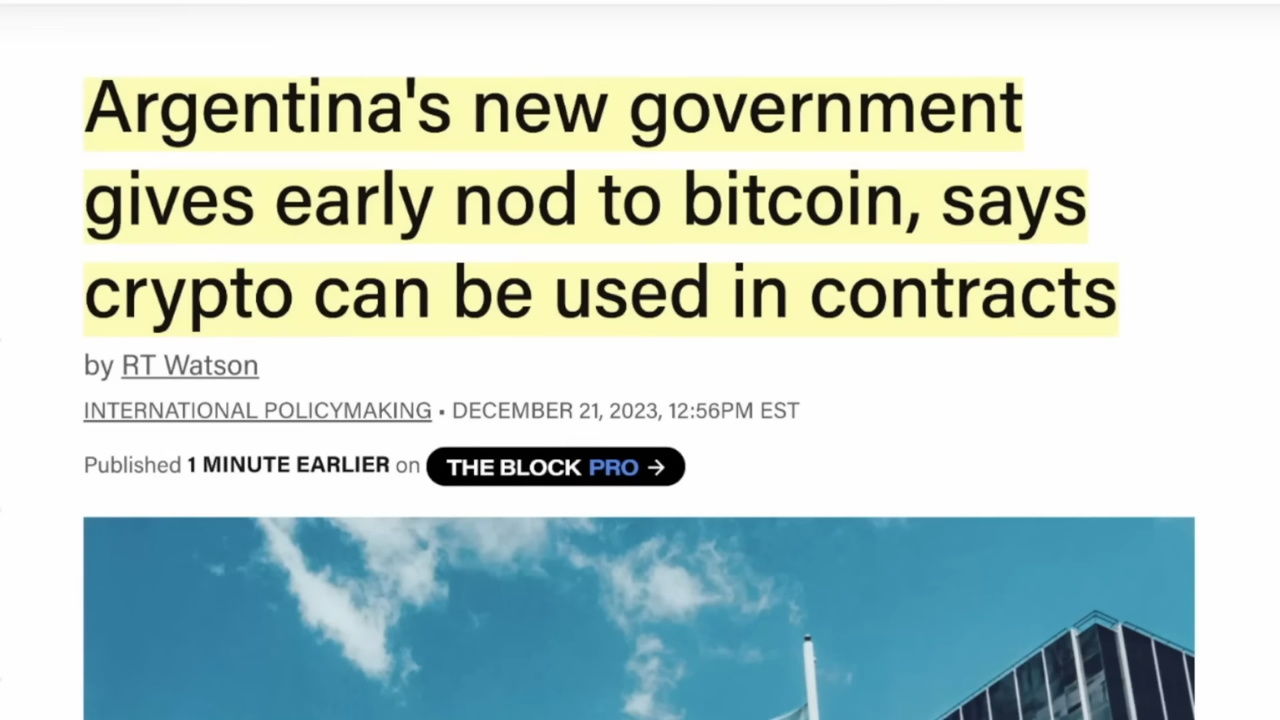 Argentina's new government
gives early nod to bitcoin, says
crypto can be used in contracts
by RT Watson
INTERNATIONAL POLICYMAKING • DECEMBER 21, 2023, 12:56PM EST
Published 1 MINUTE EARLIER on THE BLOCK PRO →